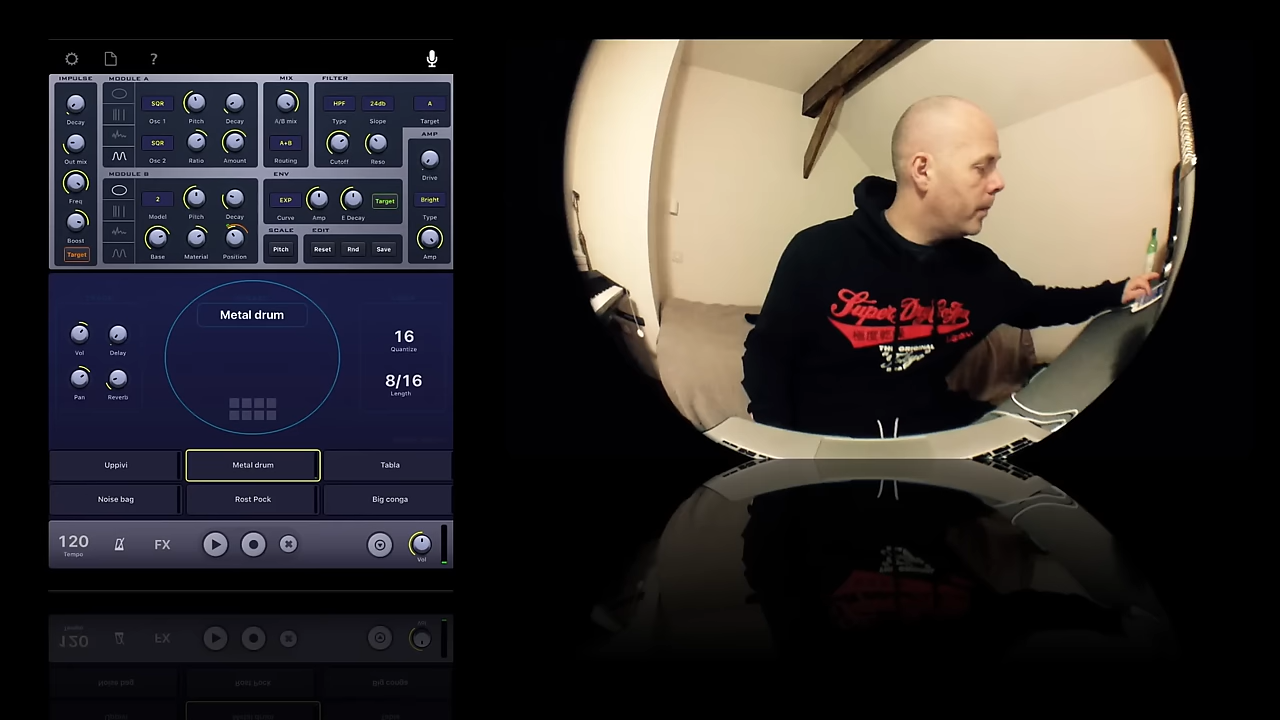 ?
IMPULSE MODULE A MIX FILTER
SQR HPF 24db A
Decay Osc 1 Pitch Decay A/B mix Type Slope Target
AMP
SQR A+B
Out mix Osc 2 Ratio Amount Routing Cutoff Reso
Drive
MODULE B ENV
2 EXP Target Bright
Freq Model Pitch Decay Curve Amp E Decay Type
SCALE EDIT
Boost Pitch Reset Rnd Save
Target Base Material Position Amp
Metal drum
16
Quantize
Vol Delay
8/16
Length
Pan Reverb
Uppivi Metal drum Tabla
Noise bag Rost Pock Big conga
120 FX
Tempo Vol
Super Dry
THE ORIGINAL